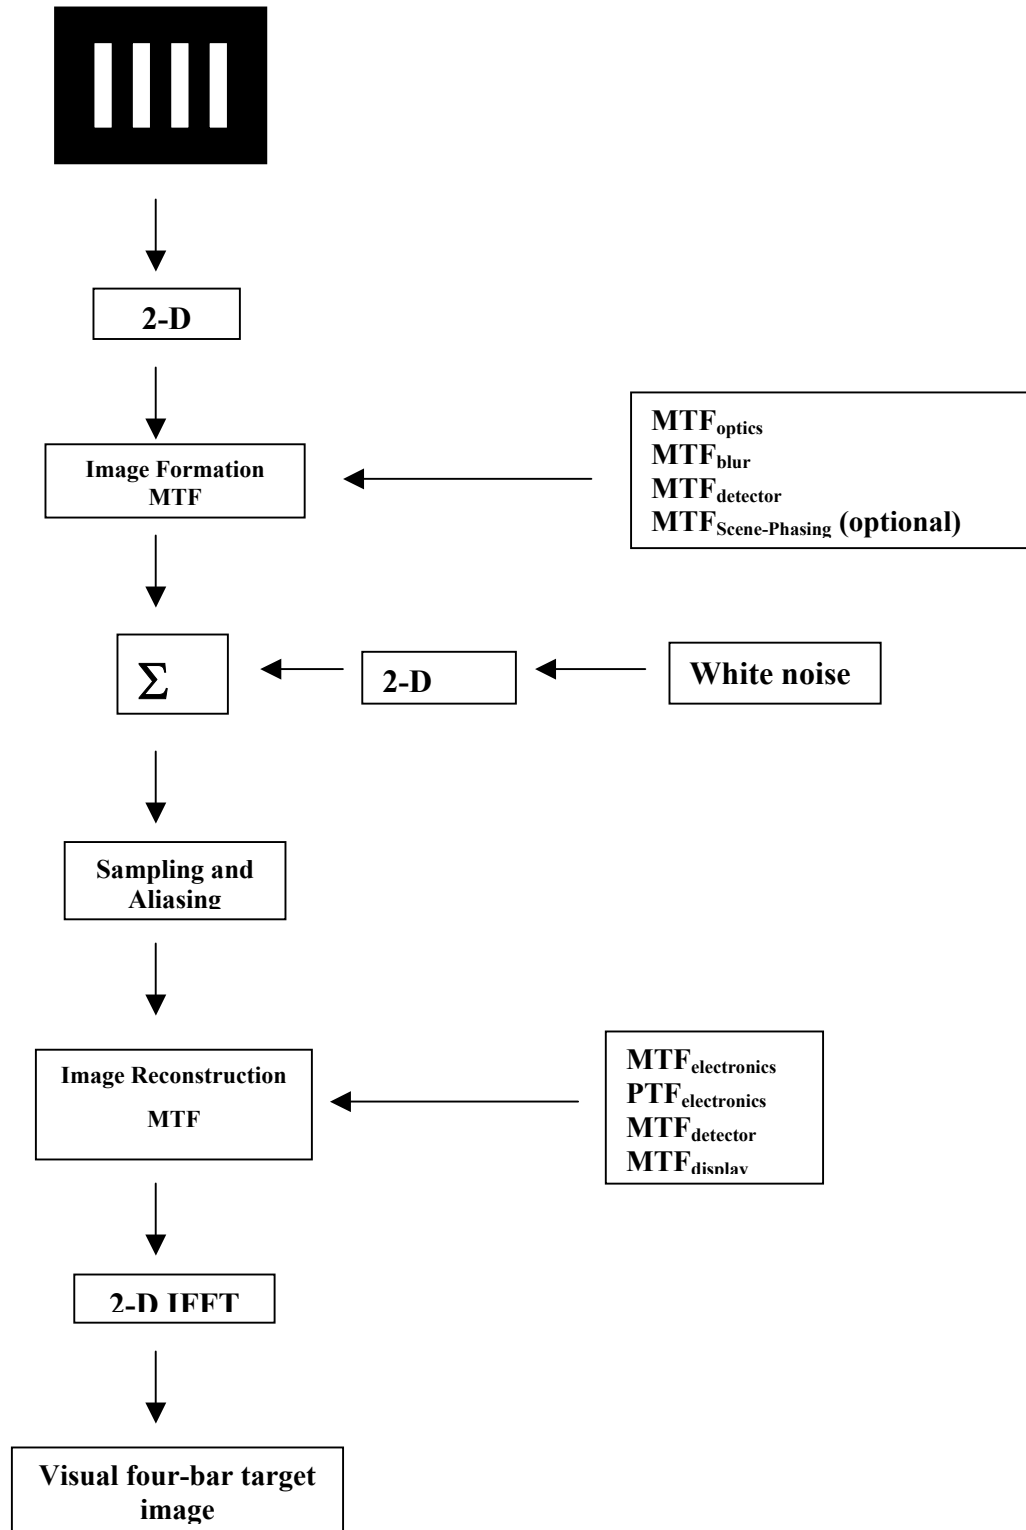 2-D
Image Formation
MTF
MTFoptics
MTFblur
MTFdetector
MTFScene-Phasing (optional)
Σ
2-D
White noise
Sampling and
Aliasing
Image Reconstruction
MTF
MTFelectronics
PTFelectronics
MTFdetector
MTFdisplay
2-D IFFT
Visual four-bar target
image